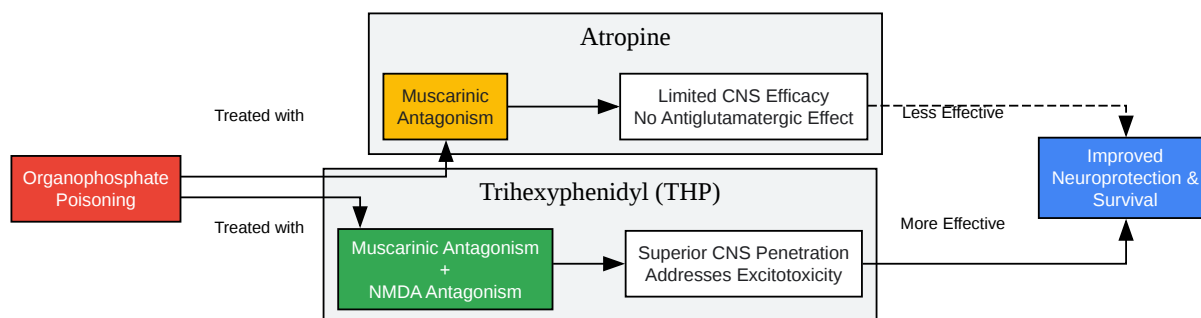 Atropine
Muscarinic
Antagonism
Limited CNS Efficacy
No Antiglutamatergic Effect
Treated with
Less Effective
Organophosphate
Poisoning
Improved
Neuroprotection &
Survival
Trihexyphenidyl (THP)
Treated with
More Effective
Muscarinic Antagonism
+
NMDA Antagonism
Superior CNS Penetration
Addresses Excitotoxicity